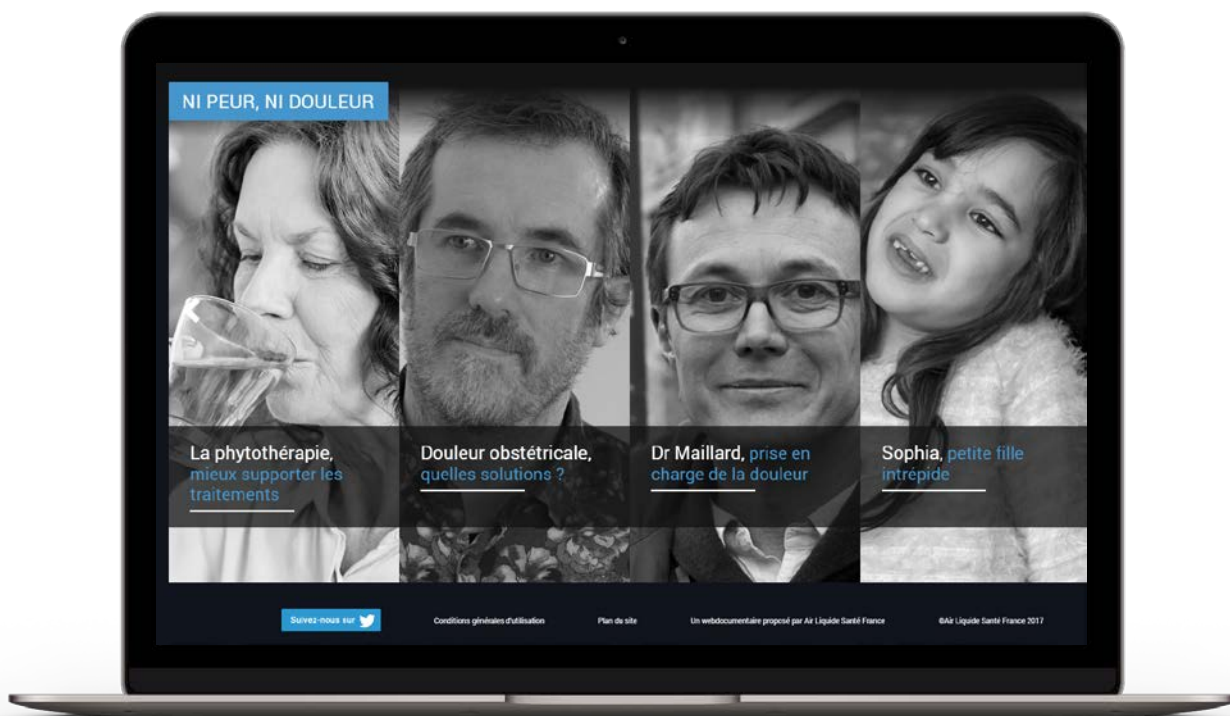 NI PEUR, NI DOULEUR
La phytothérapie,
mieux supporter les
traitements
Douleur obstétricale,
quelles solutions ?
Dr Maillard, prise en
charge de la douleur
Sophia, petite fille
intrépide
Suivez-nous sur
Conditions générales d'utilisation
Plan du site
Un webdocumentaire proposé par Air Liquide Santé France
©Air Liquide Santé France 2017